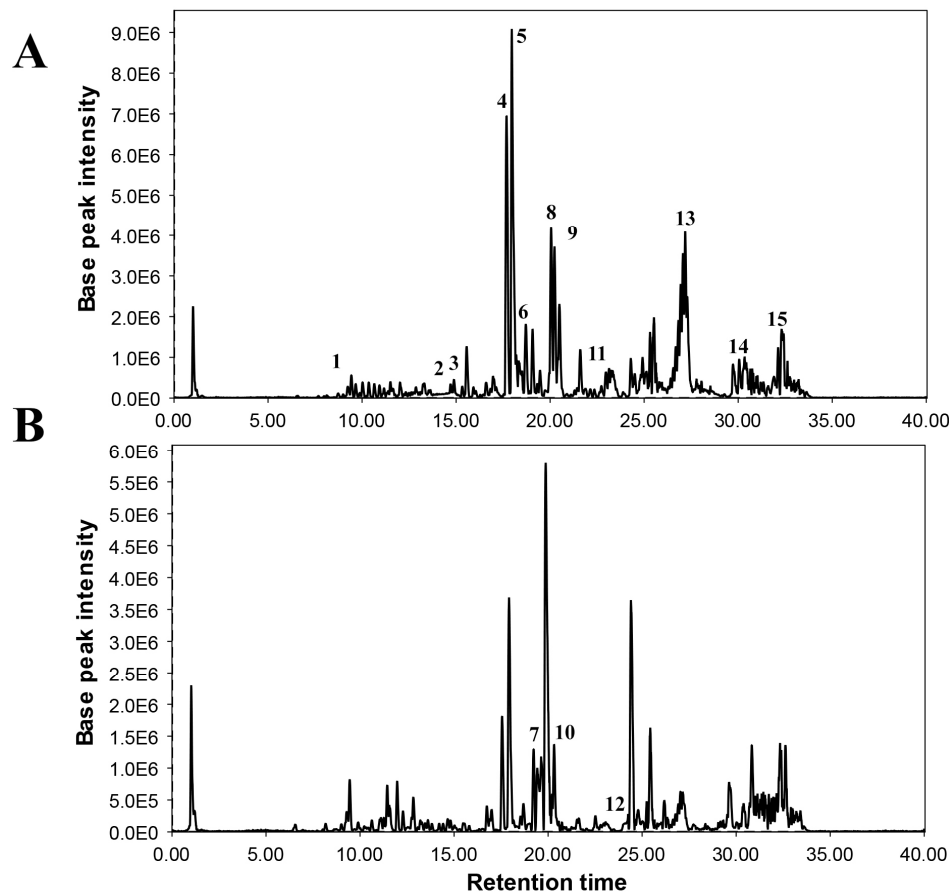 A
Base peak intensity
9.0E6
8.0E6
7.0E6
6.0E6
5.0E6
4.0E6
3.0E6
2.0E6
1.0E6
0.0E0
1
2
3
4
5
6
8
9
11
13
14
15
0.00 5.00 10.00 15.00 20.00 25.00 30.00 35.00 40.00
B
Base peak intensity
6.0E6
5.5E6
5.0E6
4.5E6
4.0E6
3.5E6
3.0E6
2.5E6
2.0E6
1.5E6
1.0E6
5.0E5
0.0E0
7
10
12
0.00 5.00 10.00 15.00 20.00 25.00 30.00 35.00 40.00
Retention time